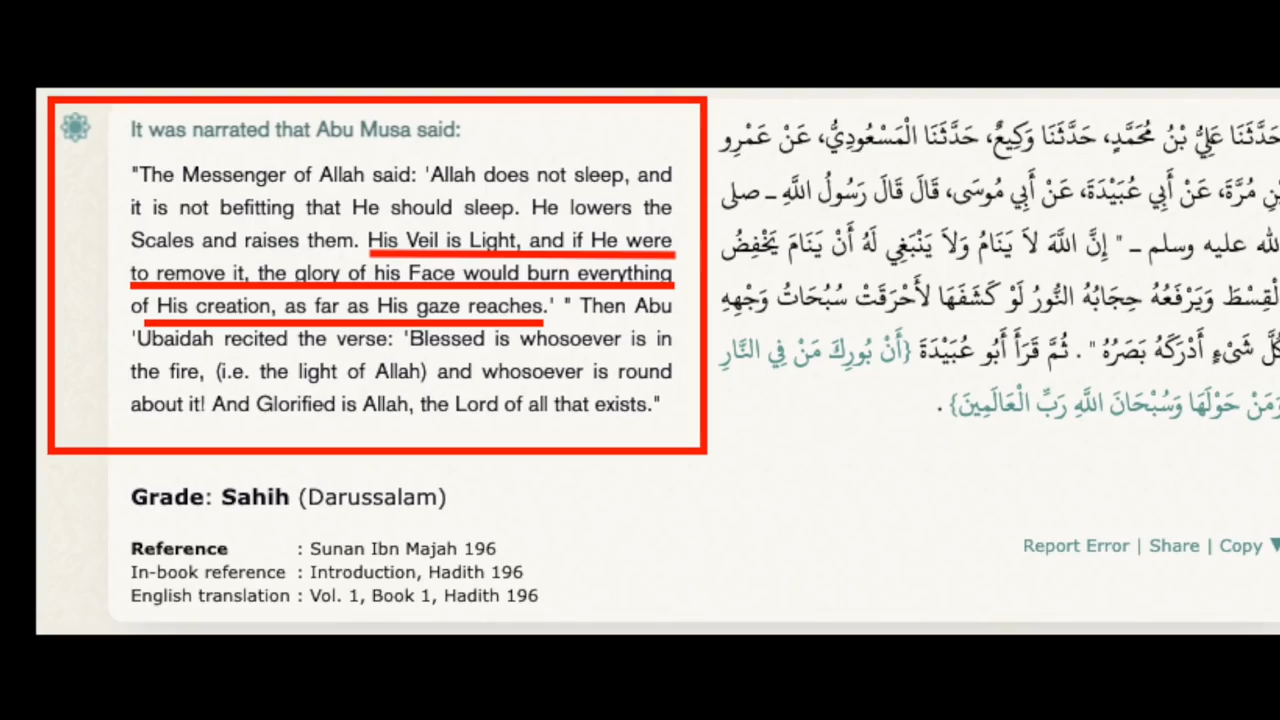 It was narrated that Abu Musa said:
"The Messenger of Allah said: 'Allah does not sleep, and
it is not befitting that He should sleep. He lowers the
Scales and raises them. His Veil is Light, and if He were
to remove it, the glory of his Face would burn everything
of His creation, as far as His gaze reaches.' " Then Abu
'Ubaidah recited the verse: 'Blessed is whosoever is in
the fire, (i.e. the light of Allah) and whosoever is round
about it! And Glorified is Allah, the Lord of all that exists."
حَدَّثَنَا عَلِيُّ بْنُ مُحَمَّدٍ، حَدَّثَنَا وَكِيعٌ، حَدَّثَنَا الْمَسْعُودِيُّ، عَنْ عَمْرِو
بْنِ مُرَّةَ، عَنْ أَبِي عُبَيْدَةَ، عَنْ أَبِي مُوسَى، قَالَ قَالَ رَسُولُ اللَّهِ ـ صلى
الله عليه وسلم ـ " إِنَّ اللَّهَ لاَ يَنَامُ وَلاَ يَنْبَغِي لَهُ أَنْ يَنَامَ يَخْفِضُ
الْقِسْطَ وَيَرْفَعُهُ حِجَابُهُ النُّورُ لَوْ كَشَفَهَا لأَحْرَقَتْ سُبُحَاتُ وَجْهِهِ
كُلَّ شَىْءٍ أَدْرَكَهُ بَصَرُهُ " . ثُمَّ قَرَأَ أَبُو عُبَيْدَةَ {أَنْ بُورِكَ مَنْ فِي النَّارِ
وَمَنْ حَوْلَهَا وَسُبْحَانَ اللَّهِ رَبِّ الْعَالَمِينَ} .
Grade: Sahih (Darussalam)
Reference : Sunan Ibn Majah 196
In-book reference : Introduction, Hadith 196
English translation : Vol. 1, Book 1, Hadith 196
Report Error | Share | Copy ▼